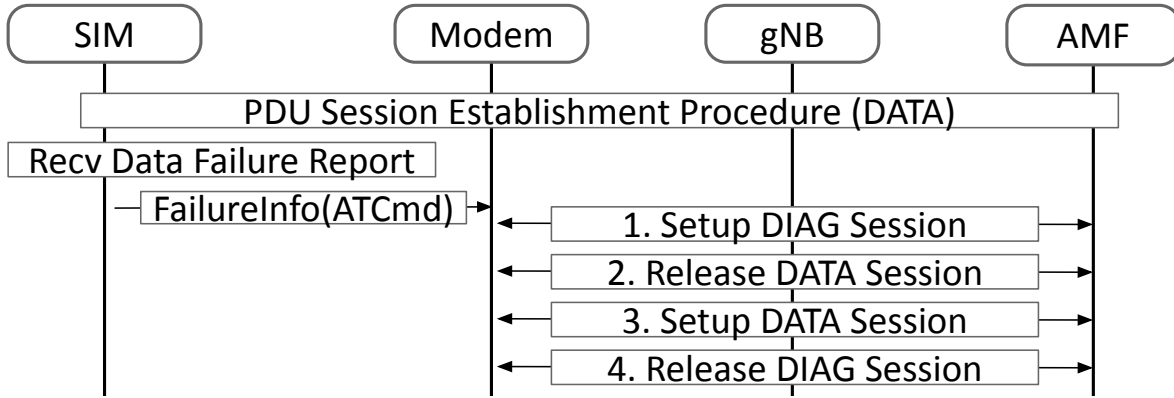 SIM
Modem
gNB
AMF
PDU Session Establishment Procedure (DATA)
Recv Data Failure Report
FailureInfo(ATCmd)
1. Setup DIAG Session
2. Release DATA Session
3. Setup DATA Session
4. Release DIAG Session